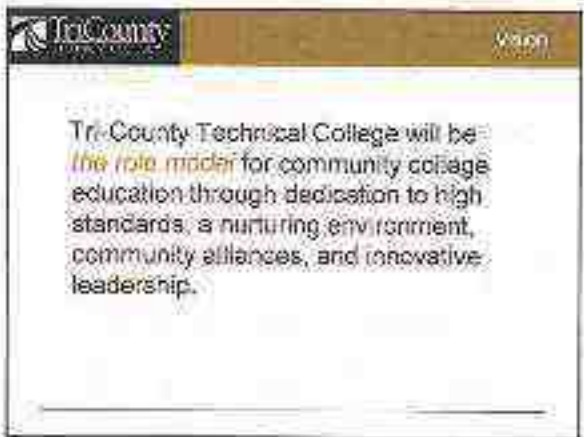 TriCounty
Vision
Tri-County Technical College will be
the role model for community college
education through dedication to high
standards, a nurturing environment,
community alliances, and innovative
leadership.